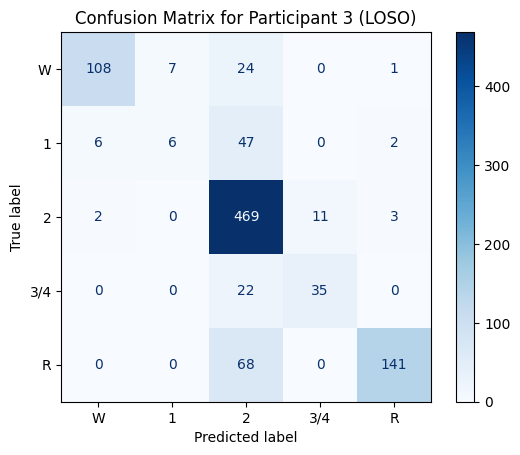 Confusion Matrix for Participant 3 (LOSO)
True label
W 108 7 24 0 1
1 6 6 47 0 2
2 2 0 469 11 3
3/4 0 0 22 35 0
R 0 0 68 0 141
W 1 2 3/4 R
Predicted label
400
300
200
100
0